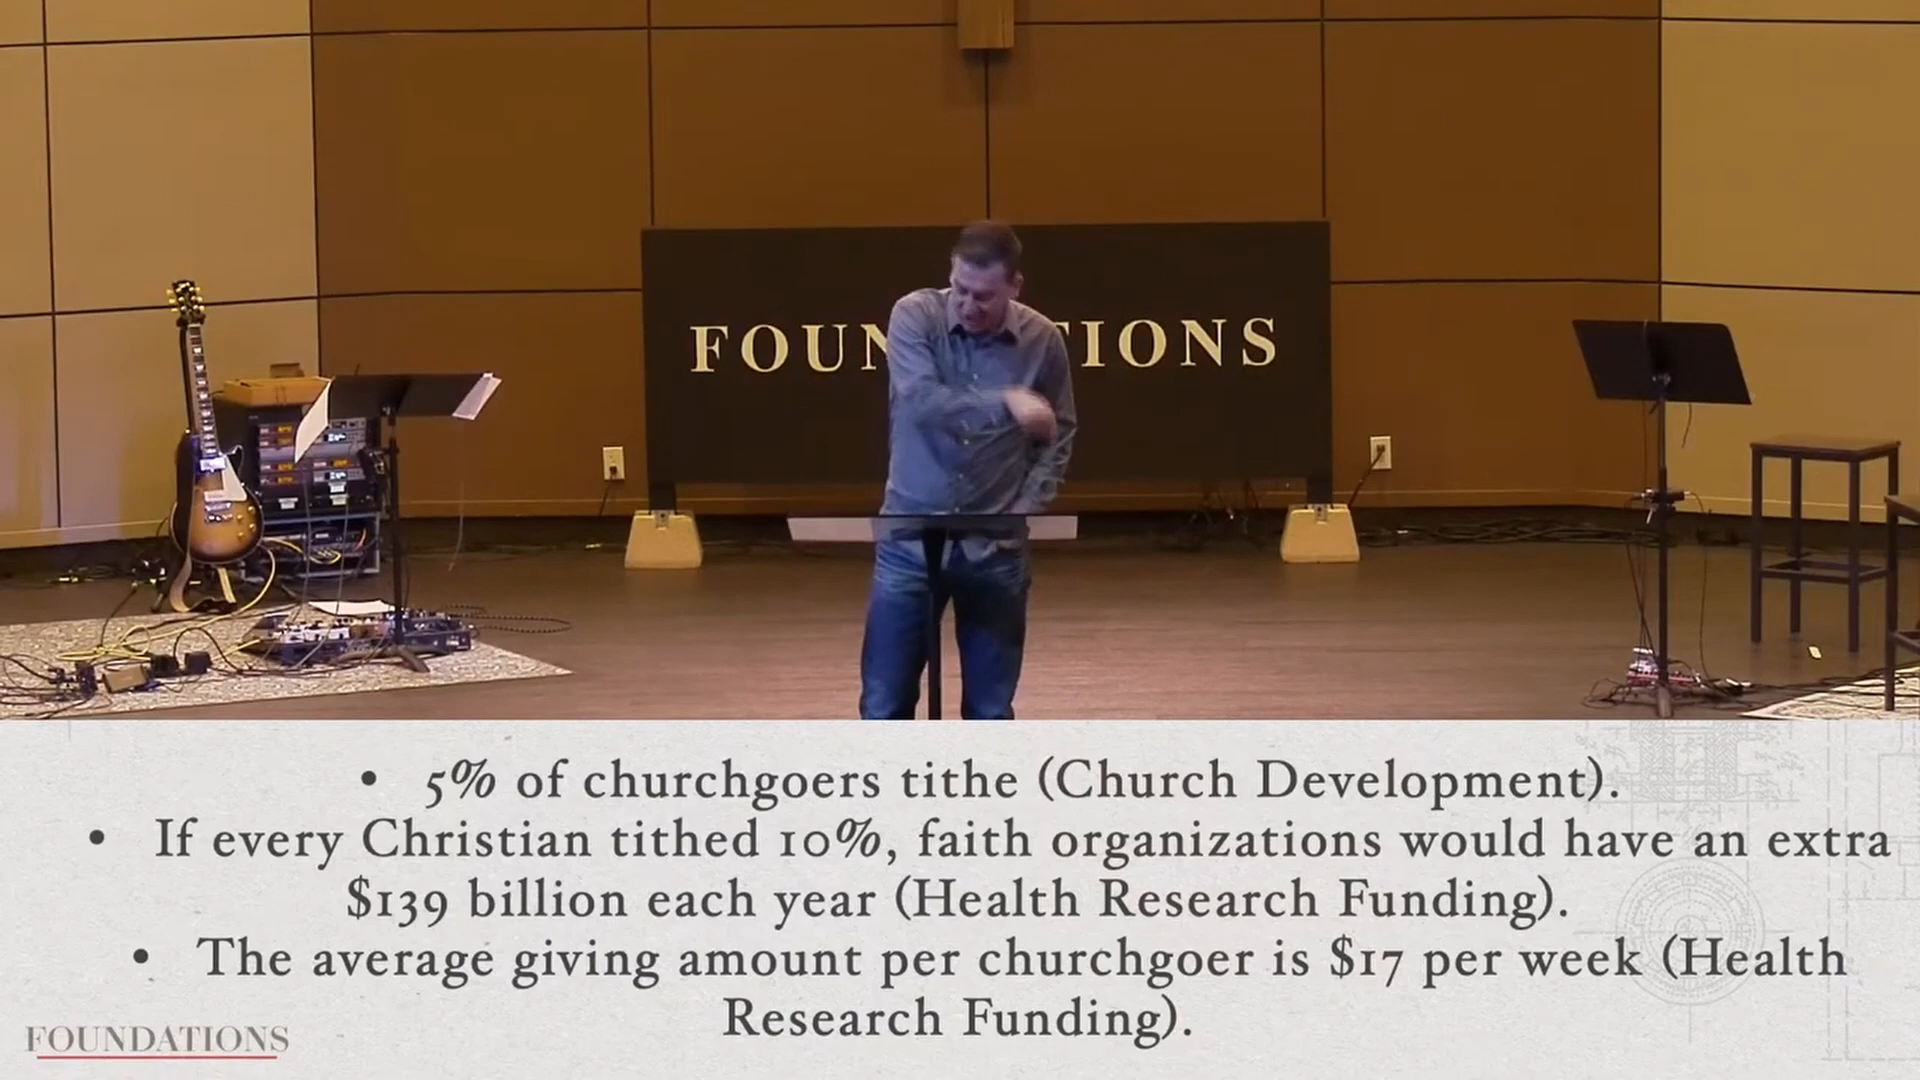 FOUN TIONS
• 5% of churchgoers tithe (Church Development).
• If every Christian tithed 10%, faith organizations would have an extra
$139 billion each year (Health Research Funding).
• The average giving amount per churchgoer is $17 per week (Health
Research Funding).
FOUNDATIONS